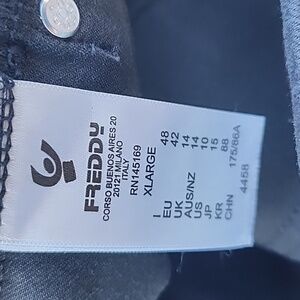 FREDDY
CORSO BUENOS AIRES 20
20121 MILANO ITALY
RN145169
XLARGE
I 48
EU 42
UK 14
AUS/NZ 14
US 10
JP 15
KR 88
CHN 175/86A
4458